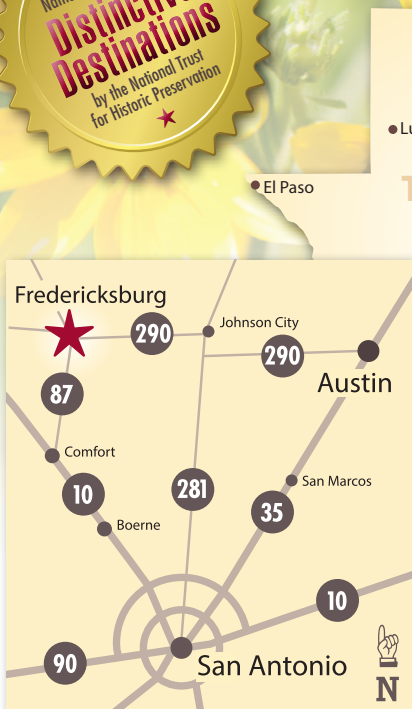 Distinctive
Destinations
by the National Trust
for Historic Preservation
El Paso
Fredericksburg
290
Johnson City
290
Austin
87
Comfort
10
281
San Marcos
35
Boerne
10
90
San Antonio
N